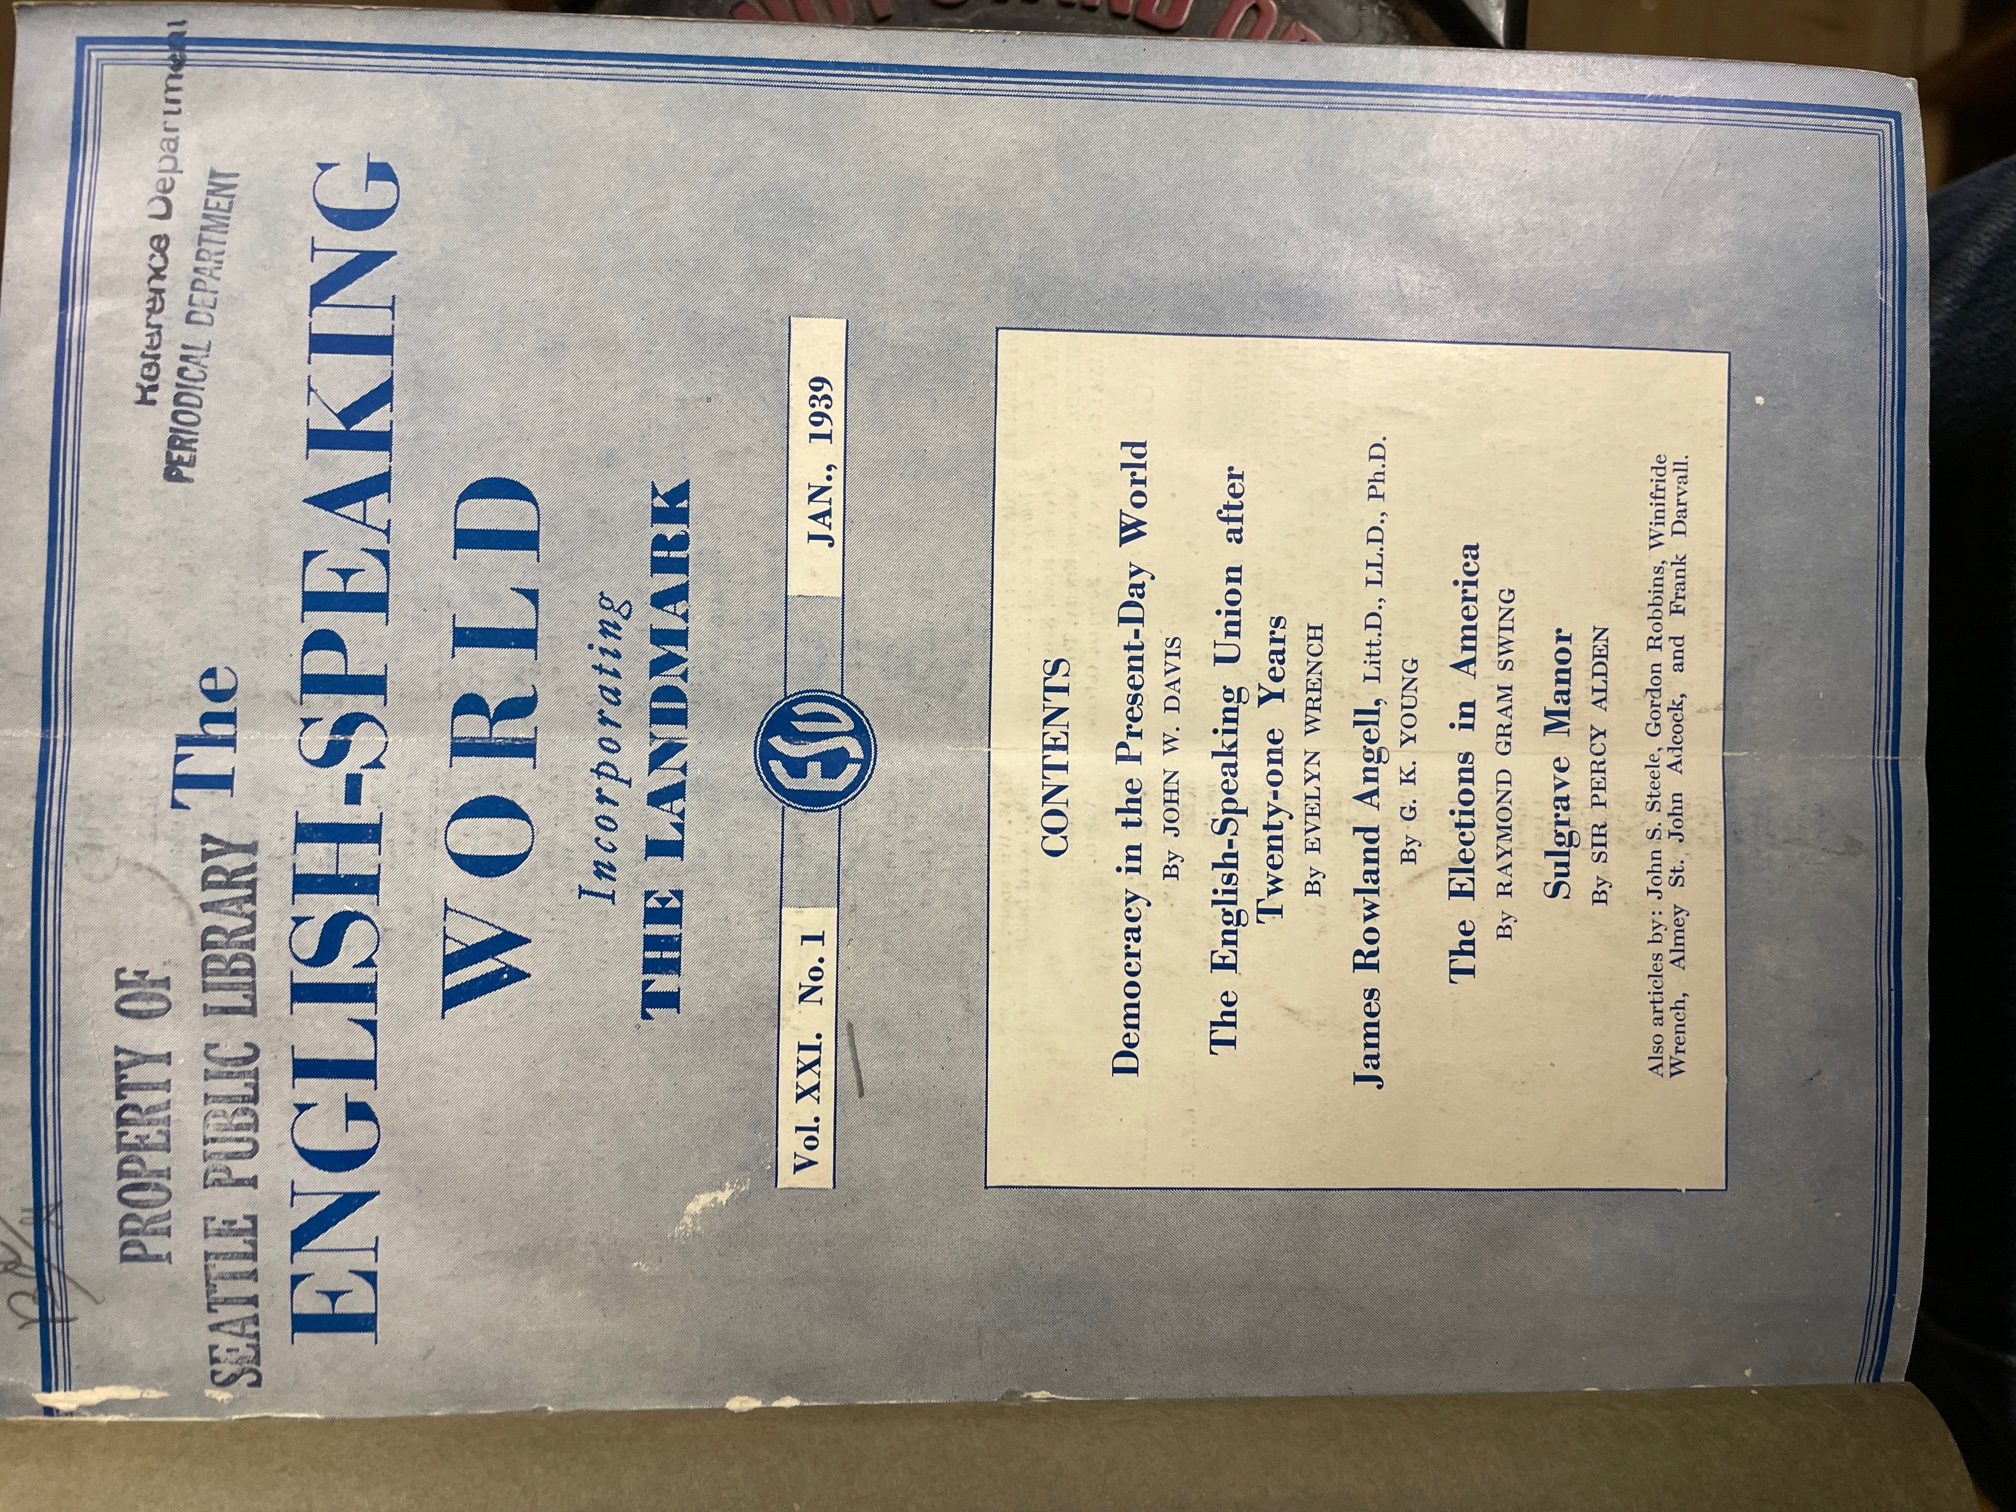 PROPERTY OF
SEATTLE PUBLIC LIBRARY
Reference Department
PERIODICAL DEPARTMENT
The
ENGLISH-SPEAKING
WORLD
Incorporating
THE LANDMARK
Vol. XXI. No. 1
ESU
JAN., 1939
CONTENTS
Democracy in the Present-Day World
By JOHN W. DAVIS
The English-Speaking Union after
Twenty-one Years
By EVELYN WRENCH
James Rowland Angell, Litt.D., LL.D., Ph.D.
By G. K. YOUNG
The Elections in America
By RAYMOND GRAM SWING
Sulgrave Manor
By SIR PERCY ALDEN
Also articles by: John S. Steele, Gordon Robbins, Winifride
Wrench, Almey St. John Adcock, and Frank Darvall.